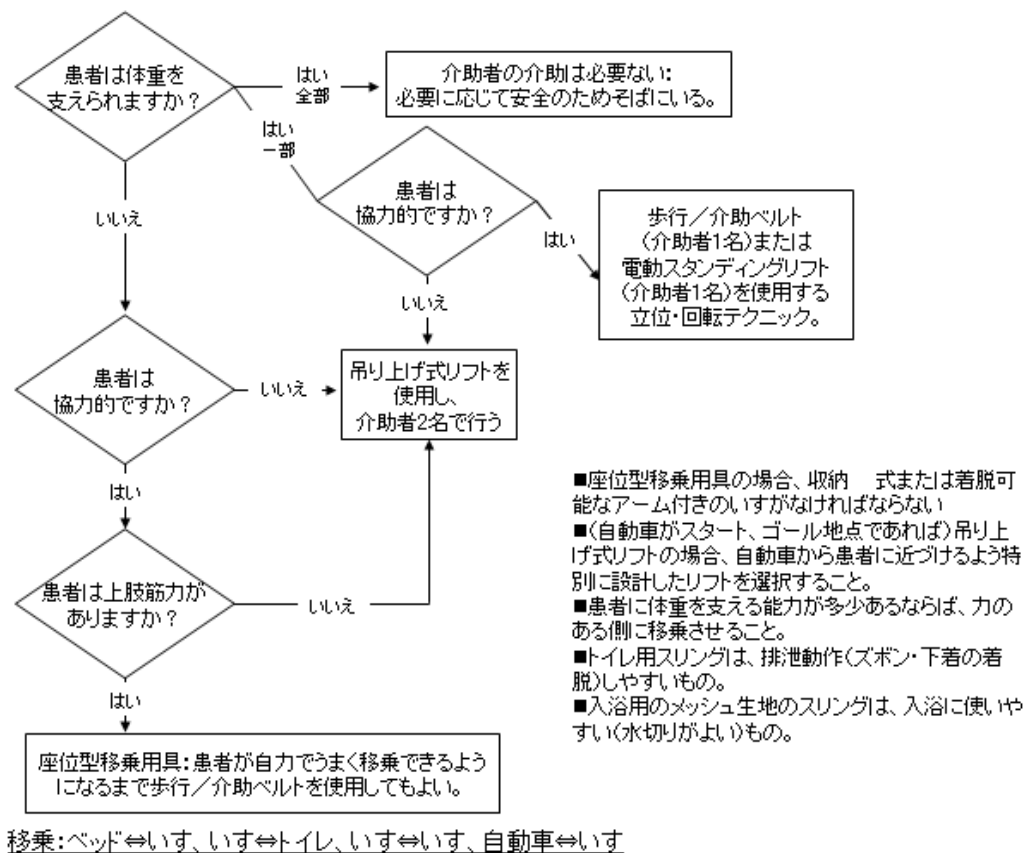 患者は体重を
支えられますか？
はい
全部
介助者の介助は必要ない：
必要に応じて安全のためそばにいる。
はい
一部
患者は
協力的ですか？
いいえ
はい
歩行／介助ベルト
（介助者1名）または
電動スタンディングリフト
（介助者1名）を使用する
立位・回転テクニック。
いいえ
患者は
協力的ですか？
いいえ
吊り上げ式リフトを
使用し、
介助者2名で行う
はい
患者は上肢筋力が
ありますか？
いいえ
はい
座位型移乗用具：患者が自力でうまく移乗できるよう
になるまで歩行／介助ベルトを使用してもよい。
■座位型移乗用具の場合、収納　式または着脱可
能なアーム付きのいすがなければならない
■（自動車がスタート、ゴール地点であれば）吊り上
げ式リフトの場合、自動車から患者に近づけるよう特
別に設計したリフトを選択すること。
■患者に体重を支える能力が多少あるならば、力の
ある側に移乗させること。
■トイレ用スリングは、排泄動作（ズボン・下着の着
脱）しやすいもの。
■入浴用のメッシュ生地のスリングは、入浴に使いや
すい（水切りがよい）もの。
移乗：ベッド⇔いす、いす⇔トイレ、いす⇔いす、自動車⇔いす